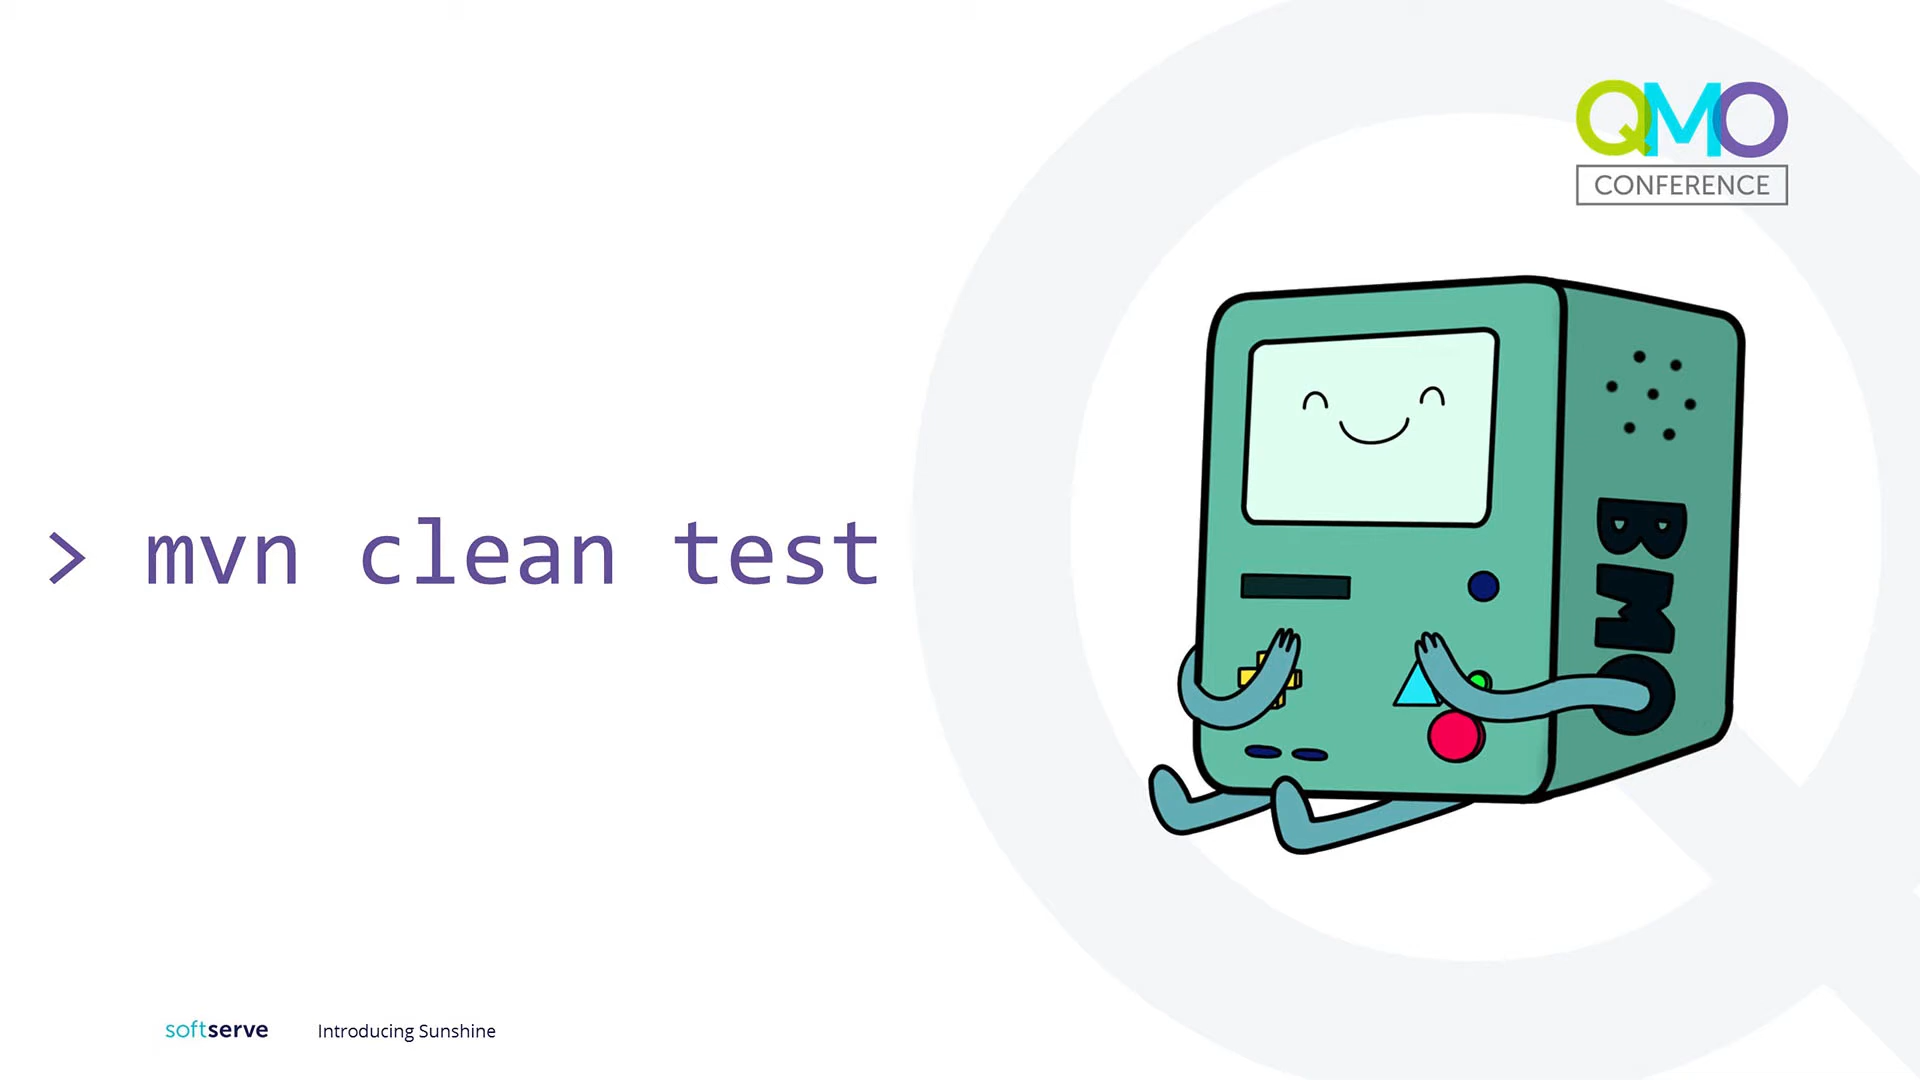 QMO
CONFERENCE
> mvn clean test
BMO
softserve
Introducing Sunshine